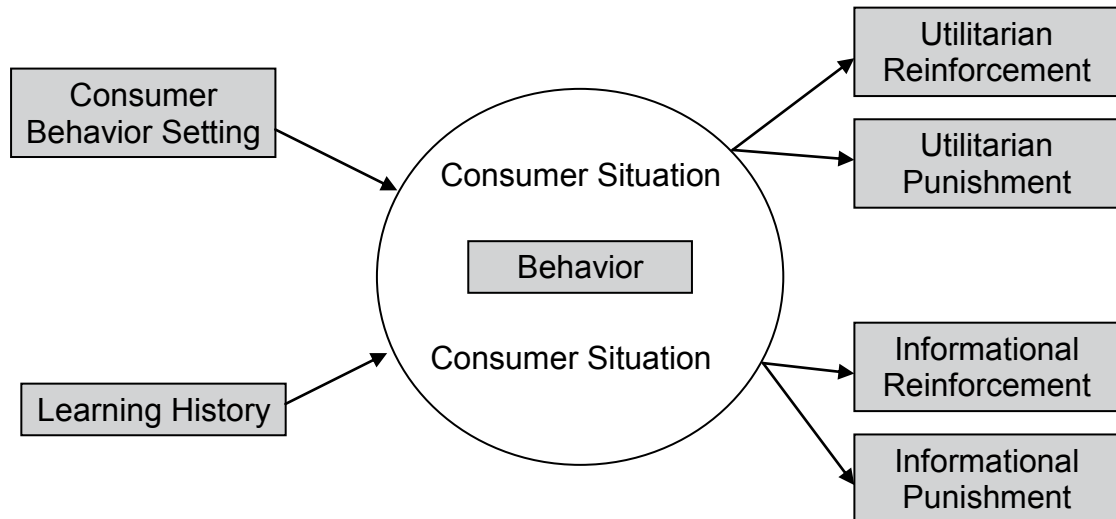 Consumer
Behavior Setting
Learning History
Consumer Situation
Behavior
Consumer Situation
Utilitarian
Reinforcement
Utilitarian
Punishment
Informational
Reinforcement
Informational
Punishment